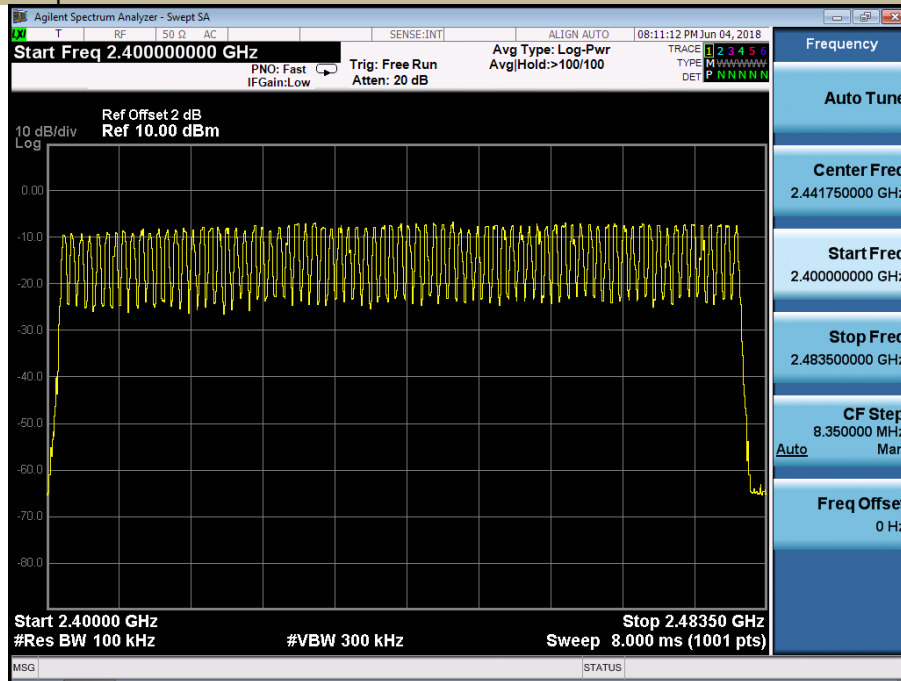 Agilent Spectrum Analyzer - Swept SA
LXI T RF 50 Ω AC SENSE:INT ALIGN AUTO 08:11:12 PM Jun 04, 2018
Start Freq 2.400000000 GHz
PNO: Fast
IFGain:Low
Trig: Free Run
Atten: 20 dB
Avg Type: Log-Pwr
Avg|Hold:>100/100
TRACE 1 2 3 4 5 6
TYPE M W W W W W
DET P N N N N N
Ref Offset 2 dB
10 dB/div Ref 10.00 dBm
Log
0.00
-10.0
-20.0
-30.0
-40.0
-50.0
-60.0
-70.0
-80.0
Start 2.40000 GHz Stop 2.48350 GHz
#Res BW 100 kHz #VBW 300 kHz Sweep 8.000 ms (1001 pts)
MSG STATUS
Frequency
Auto Tune
Center Freq
2.441750000 GHz
Start Freq
2.400000000 GHz
Stop Freq
2.483500000 GHz
CF Step
8.350000 MHz
Auto Man
Freq Offset
0 Hz